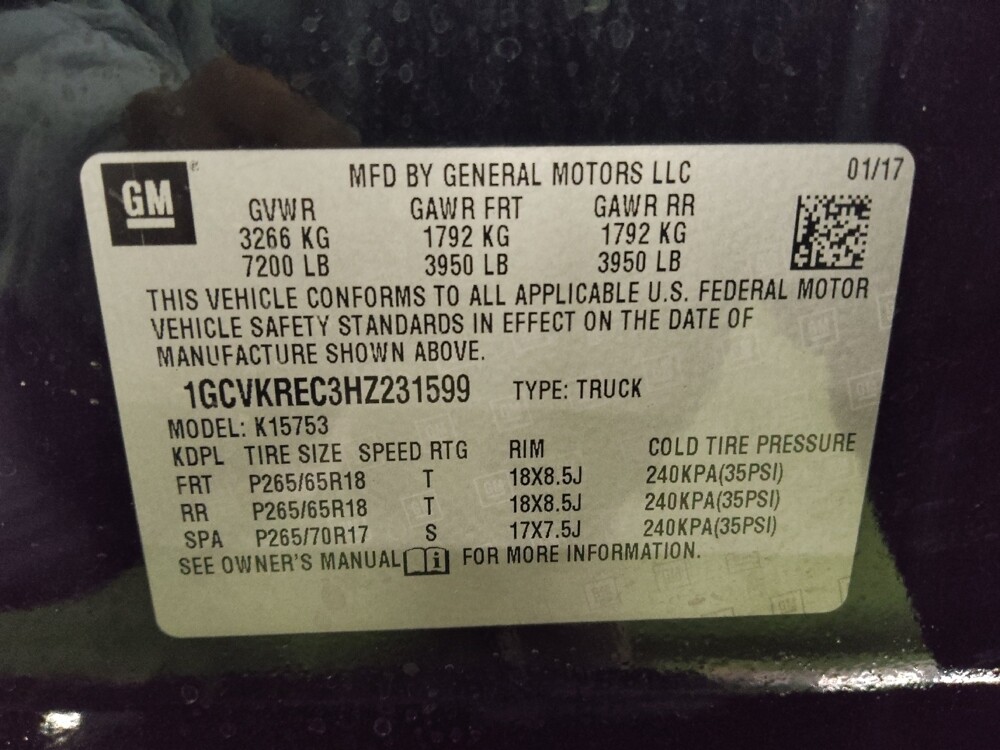 GM
MFD BY GENERAL MOTORS LLC 01/17
GVWR GAWR FRT GAWR RR
3266 KG 1792 KG 1792 KG
7200 LB 3950 LB 3950 LB
THIS VEHICLE CONFORMS TO ALL APPLICABLE U.S. FEDERAL MOTOR
VEHICLE SAFETY STANDARDS IN EFFECT ON THE DATE OF
MANUFACTURE SHOWN ABOVE.
1GCVKREC3HZ231599 TYPE: TRUCK
MODEL: K15753
KDPL TIRE SIZE SPEED RTG RIM COLD TIRE PRESSURE
FRT P265/65R18 T 18X8.5J 240KPA(35PSI)
RR P265/65R18 T 18X8.5J 240KPA(35PSI)
SPA P265/70R17 S 17X7.5J 240KPA(35PSI)
SEE OWNER'S MANUAL i FOR MORE INFORMATION.